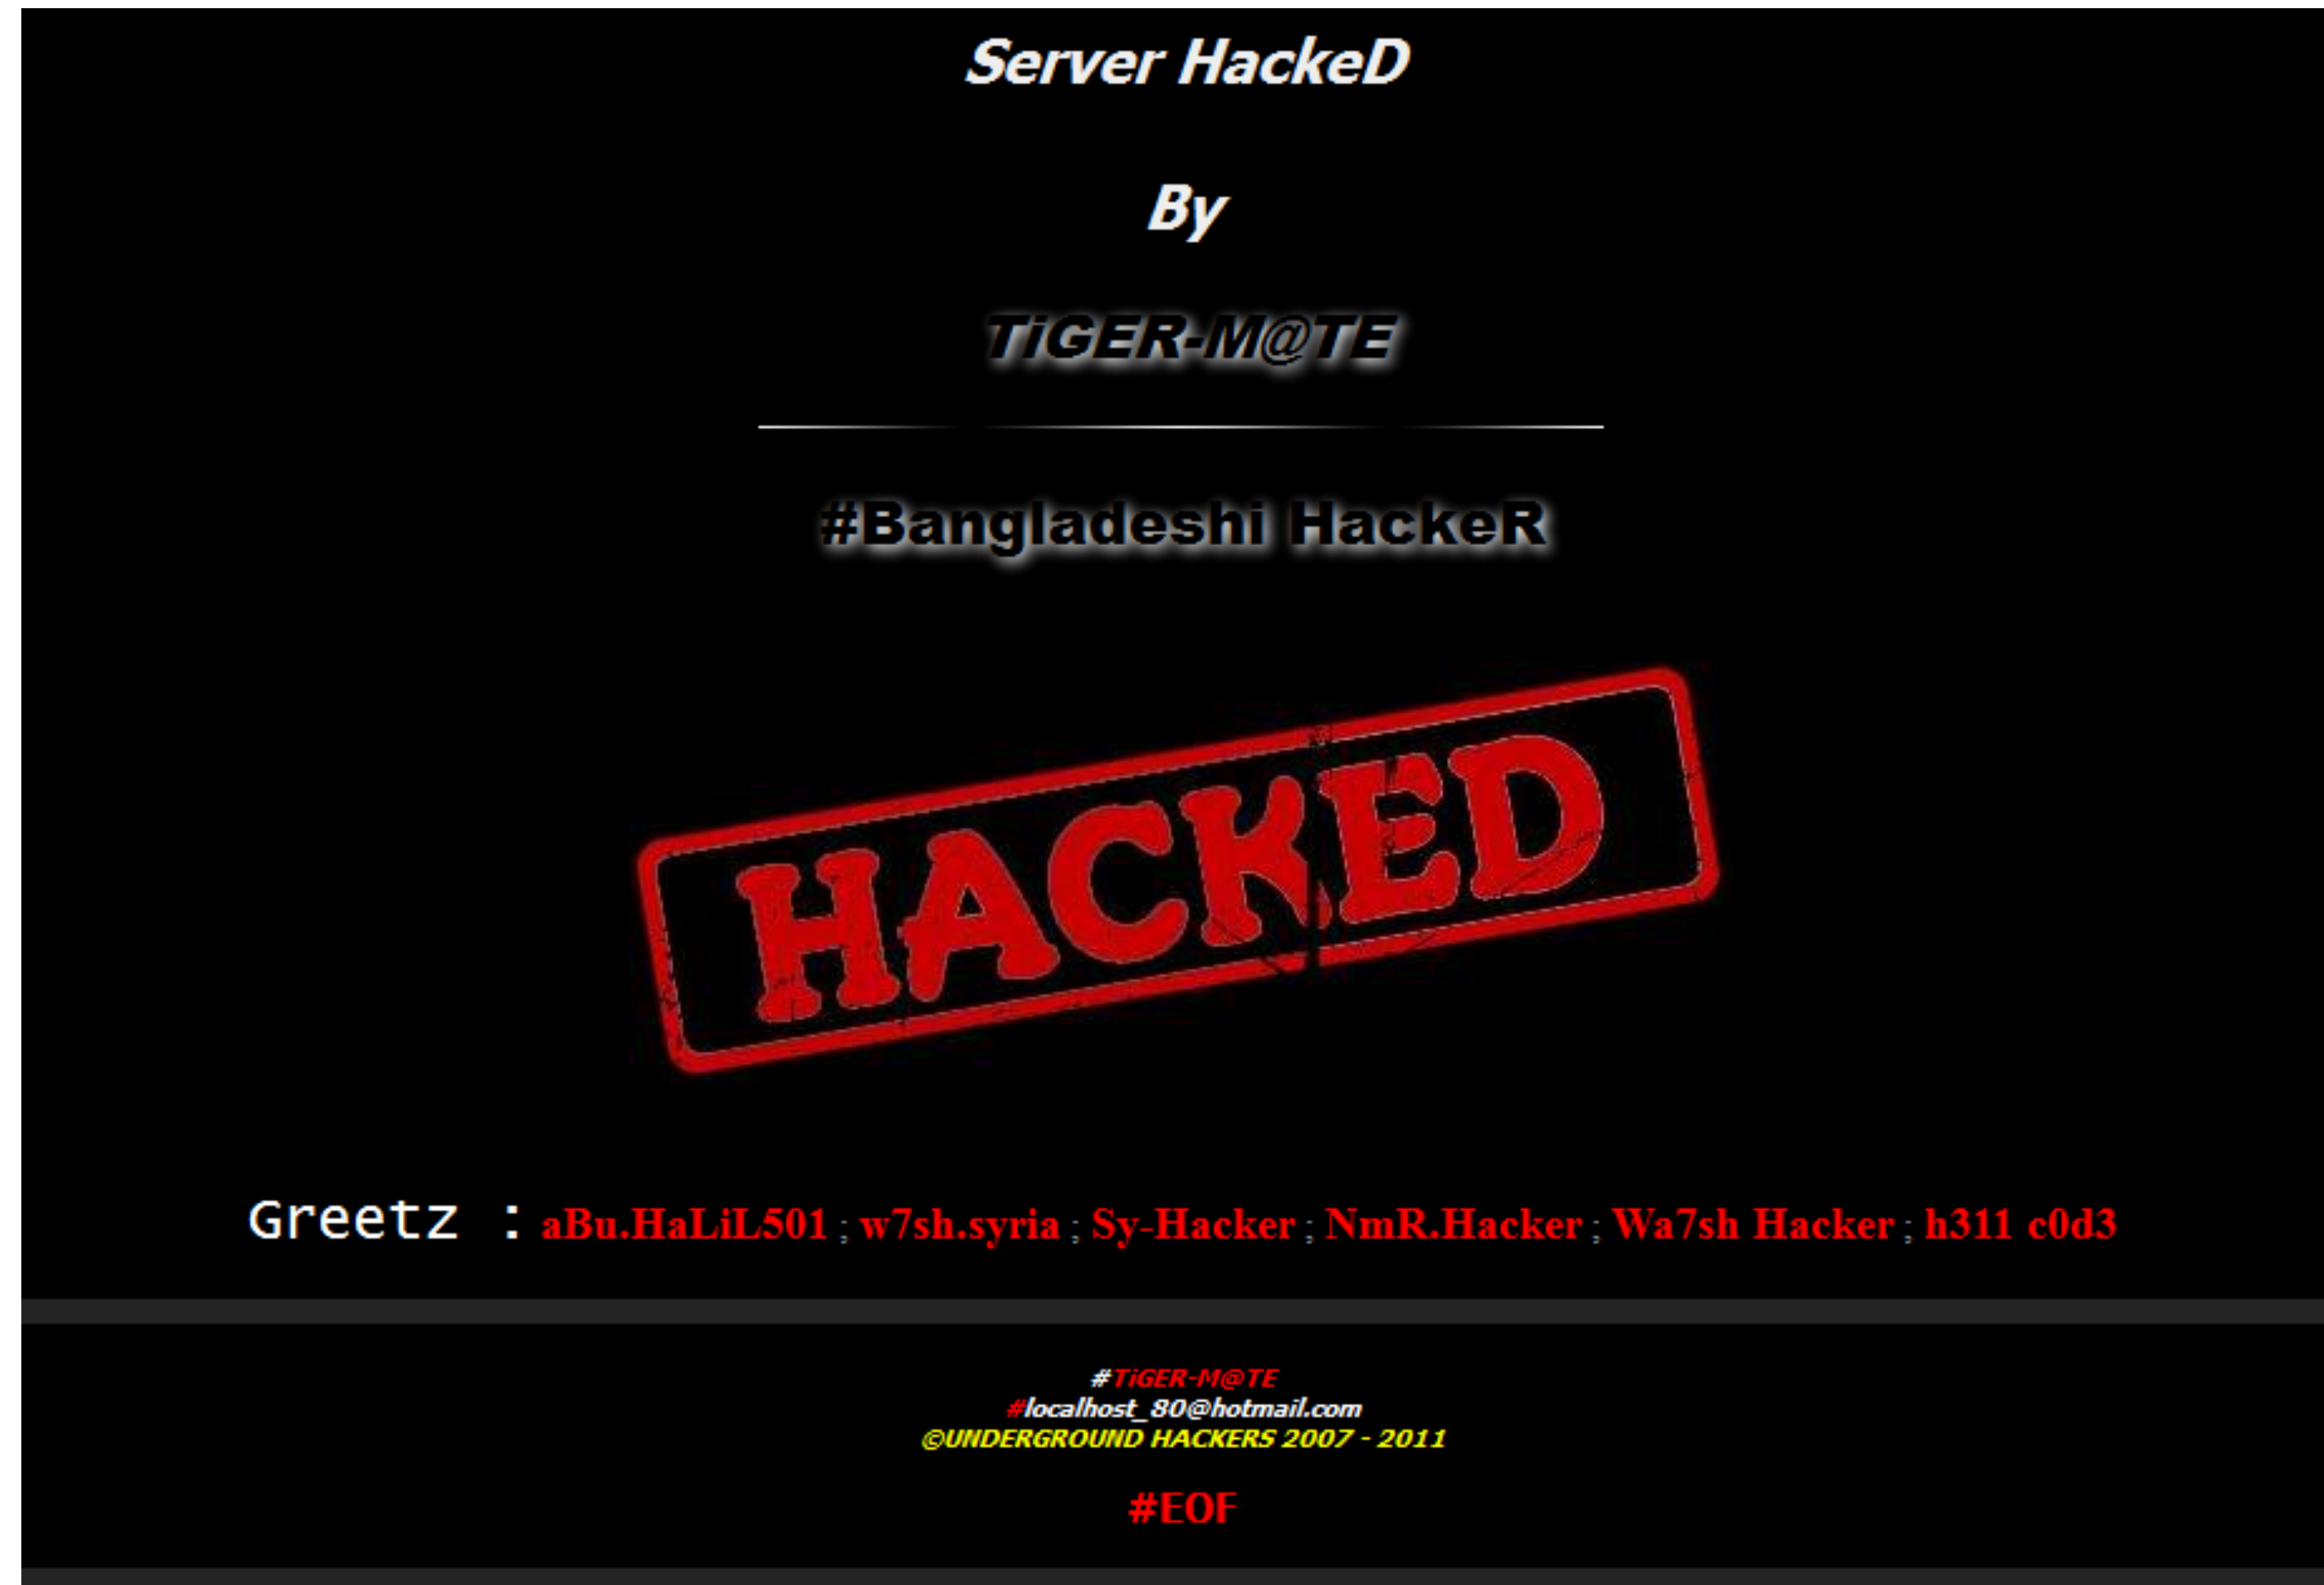 Server HackeD
By
TiGER-M@TE
#Bangladeshi HackeR
HACKED
Greetz : aBu.HaLiL501 ; w7sh.syria ; Sy-Hacker ; NmR.Hacker ; Wa7sh Hacker ; h311 c0d3
#TiGER-M@TE
#localhost_80@hotmail.com
©UNDERGROUND HACKERS 2007 - 2011
#EOF